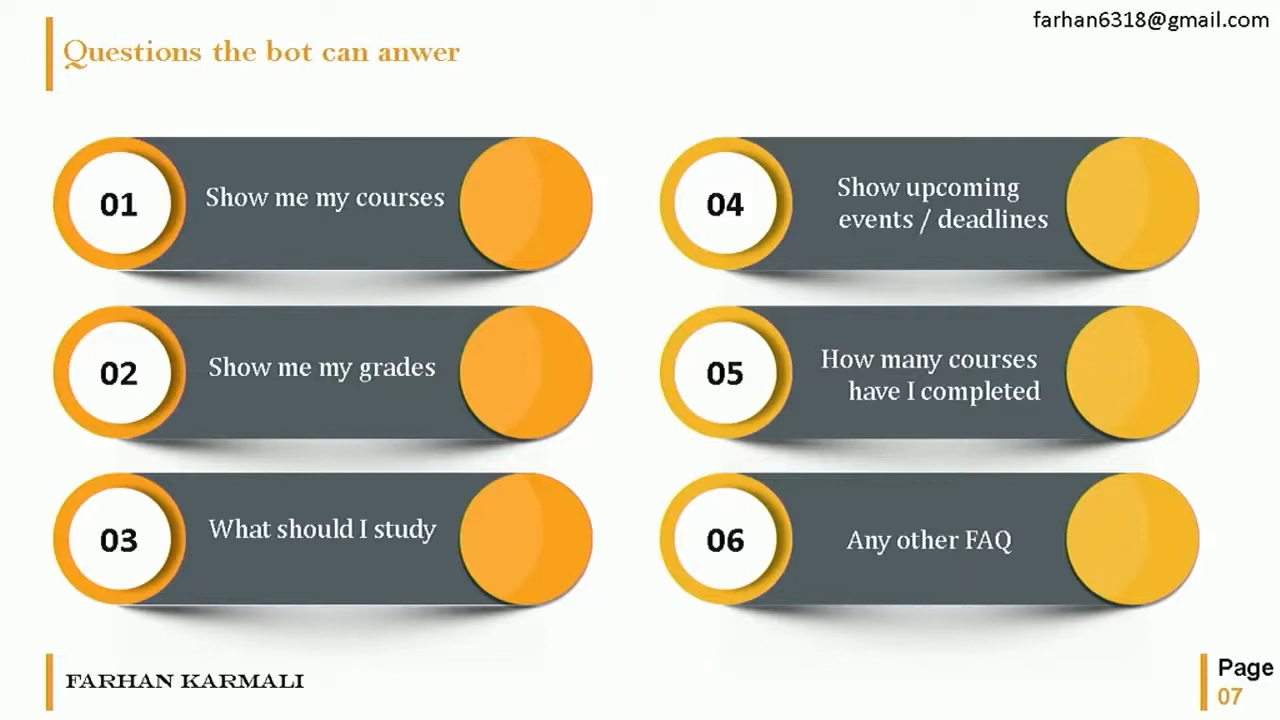 farhan6318@gmail.com
Questions the bot can anwer
01
Show me my courses
02
Show me my grades
03
What should I study
04
Show upcoming
events / deadlines
05
How many courses
have I completed
06
Any other FAQ
FARHAN KARMALI
Page
07